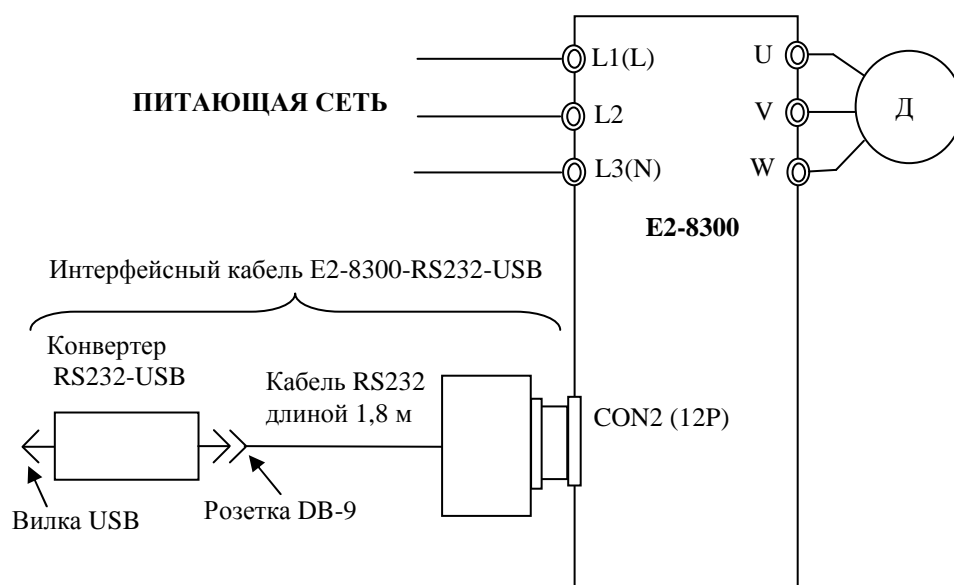 L1(L)
U
ПИТАЮЩАЯ СЕТЬ
L2
V
Д
L3(N)
W
E2-8300
Интерфейсный кабель E2-8300-RS232-USB
Конвертер
RS232-USB
Кабель RS232
длиной 1,8 м
CON2 (12P)
Вилка USB
Розетка DB-9